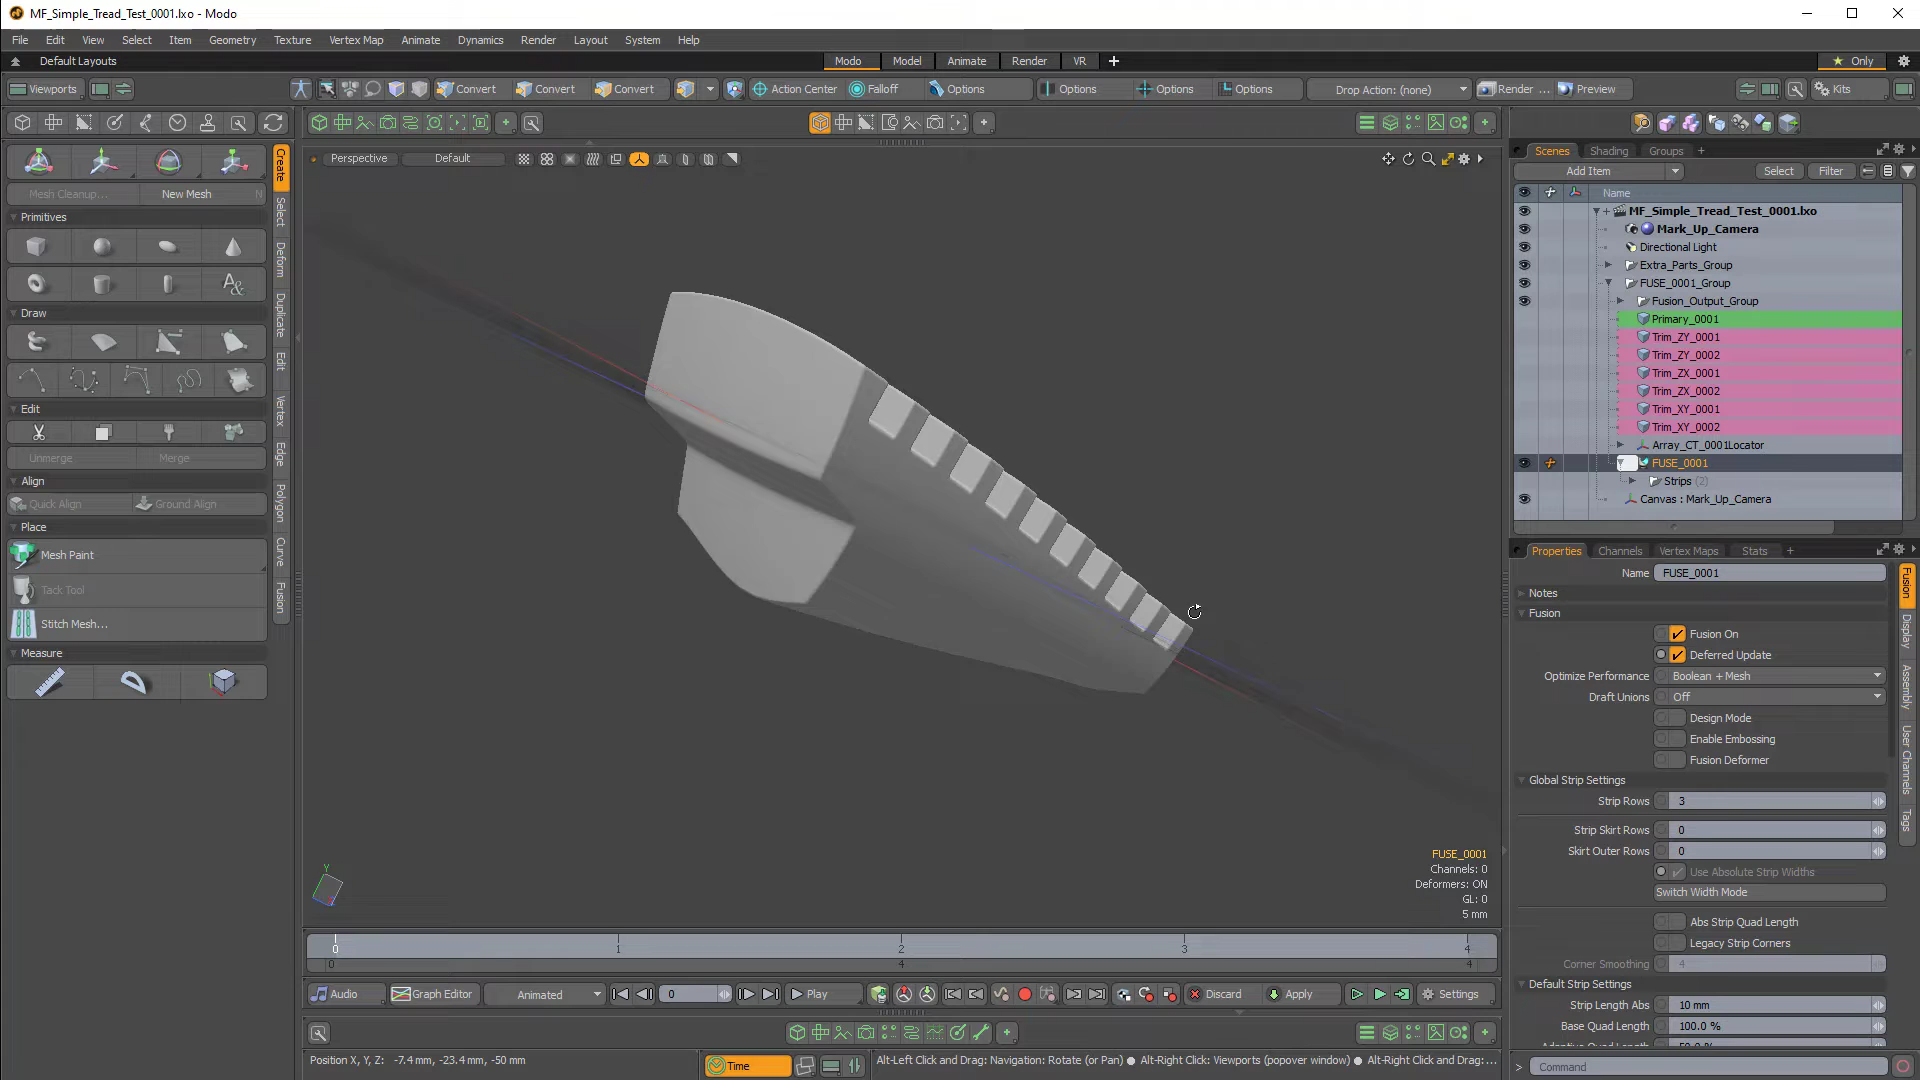 MF_Simple_Tread_Test_0001.lxo - Modo
File Edit View Select Item Geometry Texture Vertex Map Animate Dynamics Render Layout System Help
Default Layouts
Modo Model Animate Render VR
Only
Viewports
Convert Convert Convert
Action Center Falloff Options Options Options Options
Drop Action: (none) Render ... Preview Kits
Perspective Default
Scenes Shading Groups
Add Item Select Filter
Name
Mesh Cleanup... New Mesh N
Primitives
Draw
Edit
Unmerge Merge
Align
Quick Align Ground Align
Place
Mesh Paint
Tack Tool
Stitch Mesh...
Measure
Create
Select
Deform
Duplicate
Edit
Vertex
Edge
Polygon
Curve
Fusion
MF_Simple_Tread_Test_0001.lxo
Mark_Up_Camera
Directional Light
Extra_Parts_Group
FUSE_0001_Group
Fusion_Output_Group
Primary_0001
Trim_ZY_0001
Trim_ZY_0002
Trim_ZX_0001
Trim_ZX_0002
Trim_XY_0001
Trim_XY_0002
Array_CT_0001Locator
FUSE_0001
Strips (2)
Canvas : Mark_Up_Camera
Properties Channels Vertex Maps Stats
Name FUSE_0001
Notes
Fusion
Fusion On
Deferred Update
Optimize Performance Boolean + Mesh
Draft Unions Off
Design Mode
Enable Embossing
Fusion Deformer
Global Strip Settings
Strip Rows 3
Strip Skirt Rows 0
Skirt Outer Rows 0
Use Absolute Strip Widths
Switch Width Mode
Abs Strip Quad Length
Legacy Strip Corners
Corner Smoothing 4
Default Strip Settings
Strip Length Abs 10 mm
Base Quad Length 100.0 %
Fusion
Display
Assembly
User Channels
Tags
Y
FUSE_0001
Channels: 0
Deformers: ON
GL: 0
5 mm
0 1 2 3 4
0 4 4
Audio Graph Editor Animated 0 Play Discard Apply Settings
Position X, Y, Z: -7.4 mm, -23.4 mm, -50 mm
Time
Alt-Left Click and Drag: Navigation: Rotate (or Pan) ● Alt-Right Click: Viewports (popover window) ● Alt-Right Click and Drag: ...
> Command